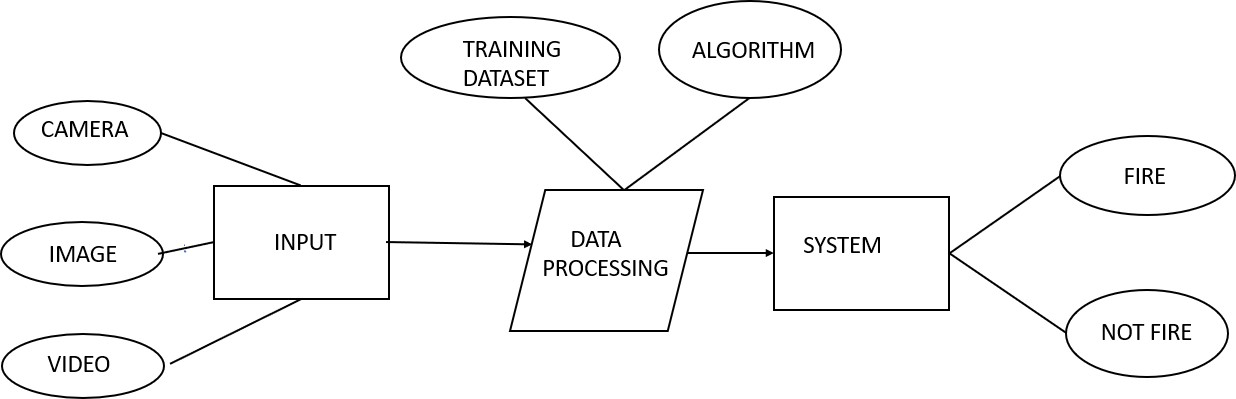 TRAINING
DATASET
ALGORITHM
CAMERA
IMAGE
VIDEO
INPUT
DATA
PROCESSING
SYSTEM
FIRE
NOT FIRE